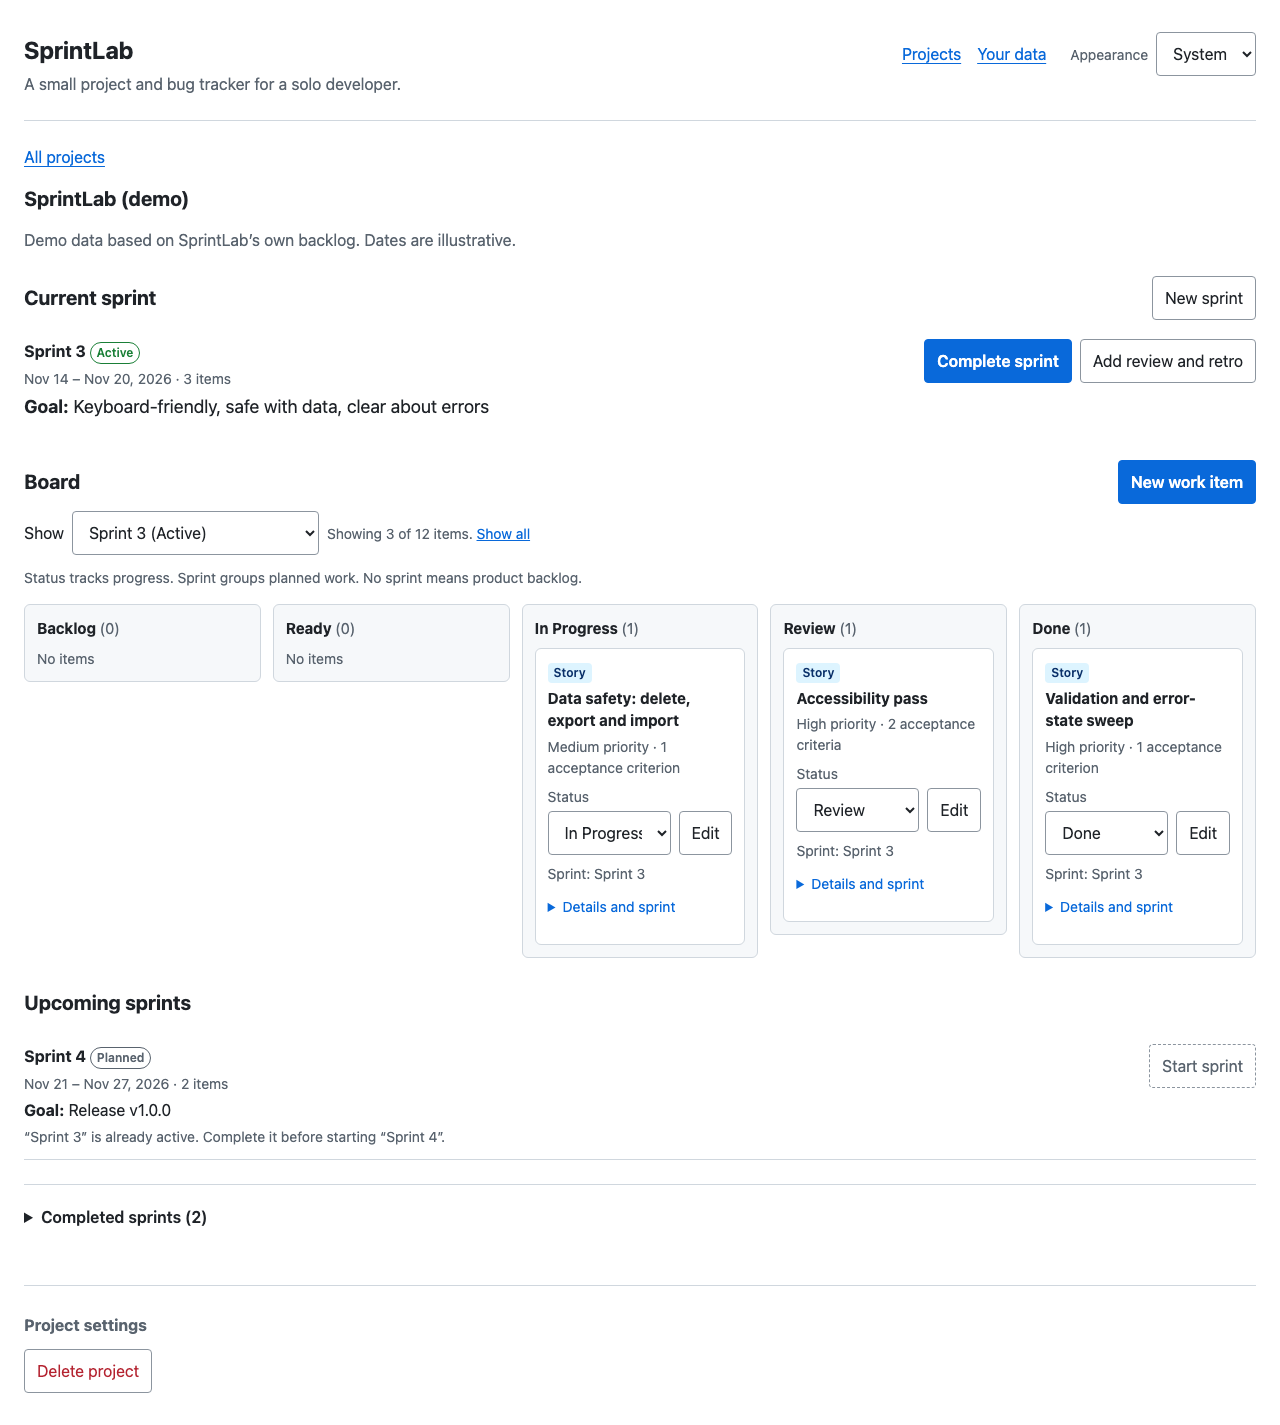 SprintLab
A small project and bug tracker for a solo developer.
Projects
Your data
Appearance
System
All projects
SprintLab (demo)
Demo data based on SprintLab’s own backlog. Dates are illustrative.
Current sprint
New sprint
Sprint 3 Active
Nov 14 – Nov 20, 2026 · 3 items
Goal: Keyboard-friendly, safe with data, clear about errors
Complete sprint
Add review and retro
Board
New work item
Show
Sprint 3 (Active)
Showing 3 of 12 items. Show all
Status tracks progress. Sprint groups planned work. No sprint means product backlog.
Backlog (0)
No items
Ready (0)
No items
In Progress (1)
Story
Data safety: delete,
export and import
Medium priority · 1
acceptance criterion
Status
In Progress
Edit
Sprint: Sprint 3
Details and sprint
Review (1)
Story
Accessibility pass
High priority · 2 acceptance
criteria
Status
Review
Edit
Sprint: Sprint 3
Details and sprint
Done (1)
Story
Validation and error-
state sweep
High priority · 1 acceptance
criterion
Status
Done
Edit
Sprint: Sprint 3
Details and sprint
Upcoming sprints
Sprint 4 Planned
Nov 21 – Nov 27, 2026 · 2 items
Goal: Release v1.0.0
“Sprint 3” is already active. Complete it before starting “Sprint 4”.
Start sprint
Completed sprints (2)
Project settings
Delete project